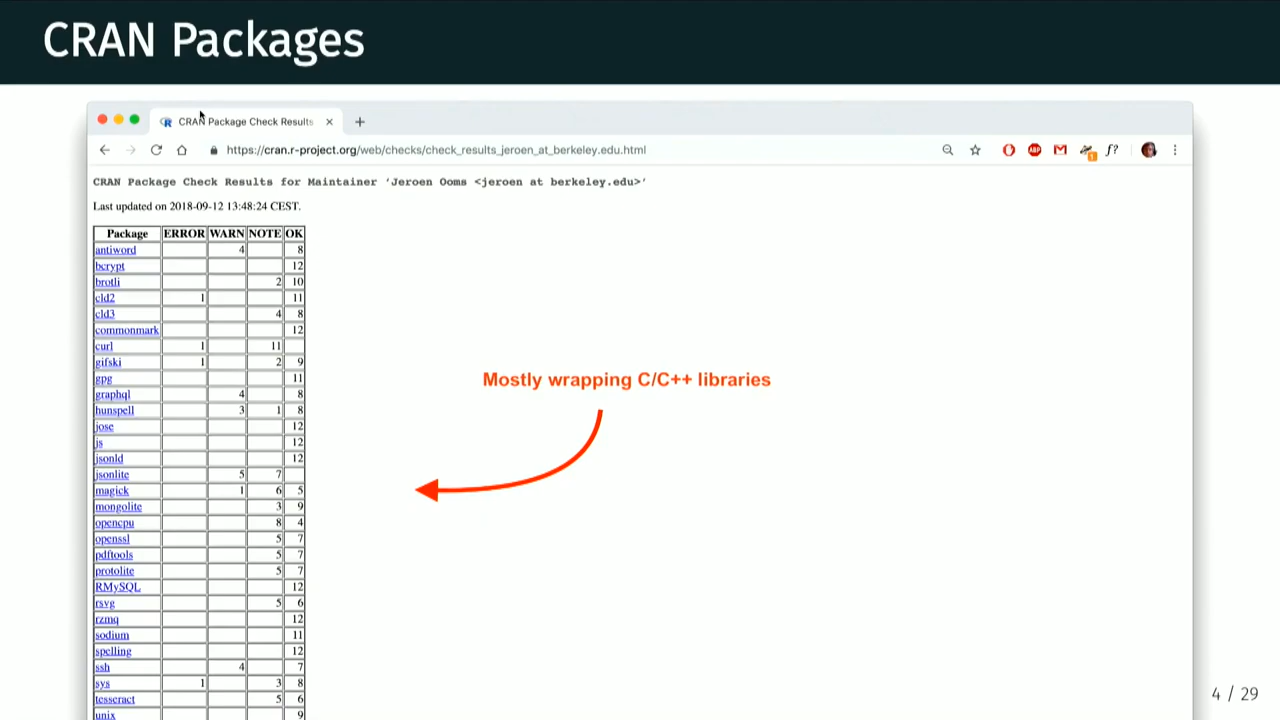 CRAN Packages
CRAN Package Check Results
https://cran.r-project.org/web/checks/check_results_jeroen_at_berkeley.edu.html
ABP
1
f?
CRAN Package Check Results for Maintainer ‘Jeroen Ooms <jeroen at berkeley.edu>’
Last updated on 2018-09-12 13:48:24 CEST.
Package ERROR WARN NOTE OK
antiword 4 8
bcrypt 12
brotli 2 10
cld2 1 11
cld3 4 8
commonmark 12
curl 1 11
gifski 1 2 9
gpg 11
graphql 4 8
hunspell 3 1 8
jose 12
js 12
jsonld 12
jsonlite 5 7
magick 1 6 5
mongolite 3 9
opencpu 8 4
openssl 5 7
pdftools 5 7
protolite 5 7
RMySQL 12
rsvg 5 6
rzmq 12
sodium 11
spelling 12
ssh 4 7
sys 1 3 8
tesseract 5 6
unix 9
Mostly wrapping C/C++ libraries
4 / 29